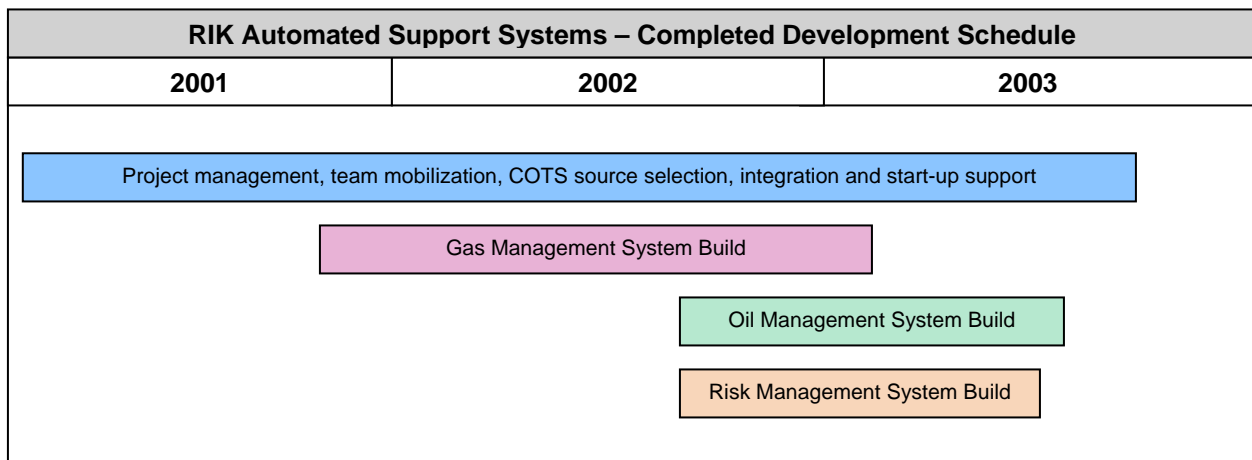 RIK Automated Support Systems – Completed Development Schedule
2001 2002 2003
Project management, team mobilization, COTS source selection, integration and start-up support
Gas Management System Build
Oil Management System Build
Risk Management System Build